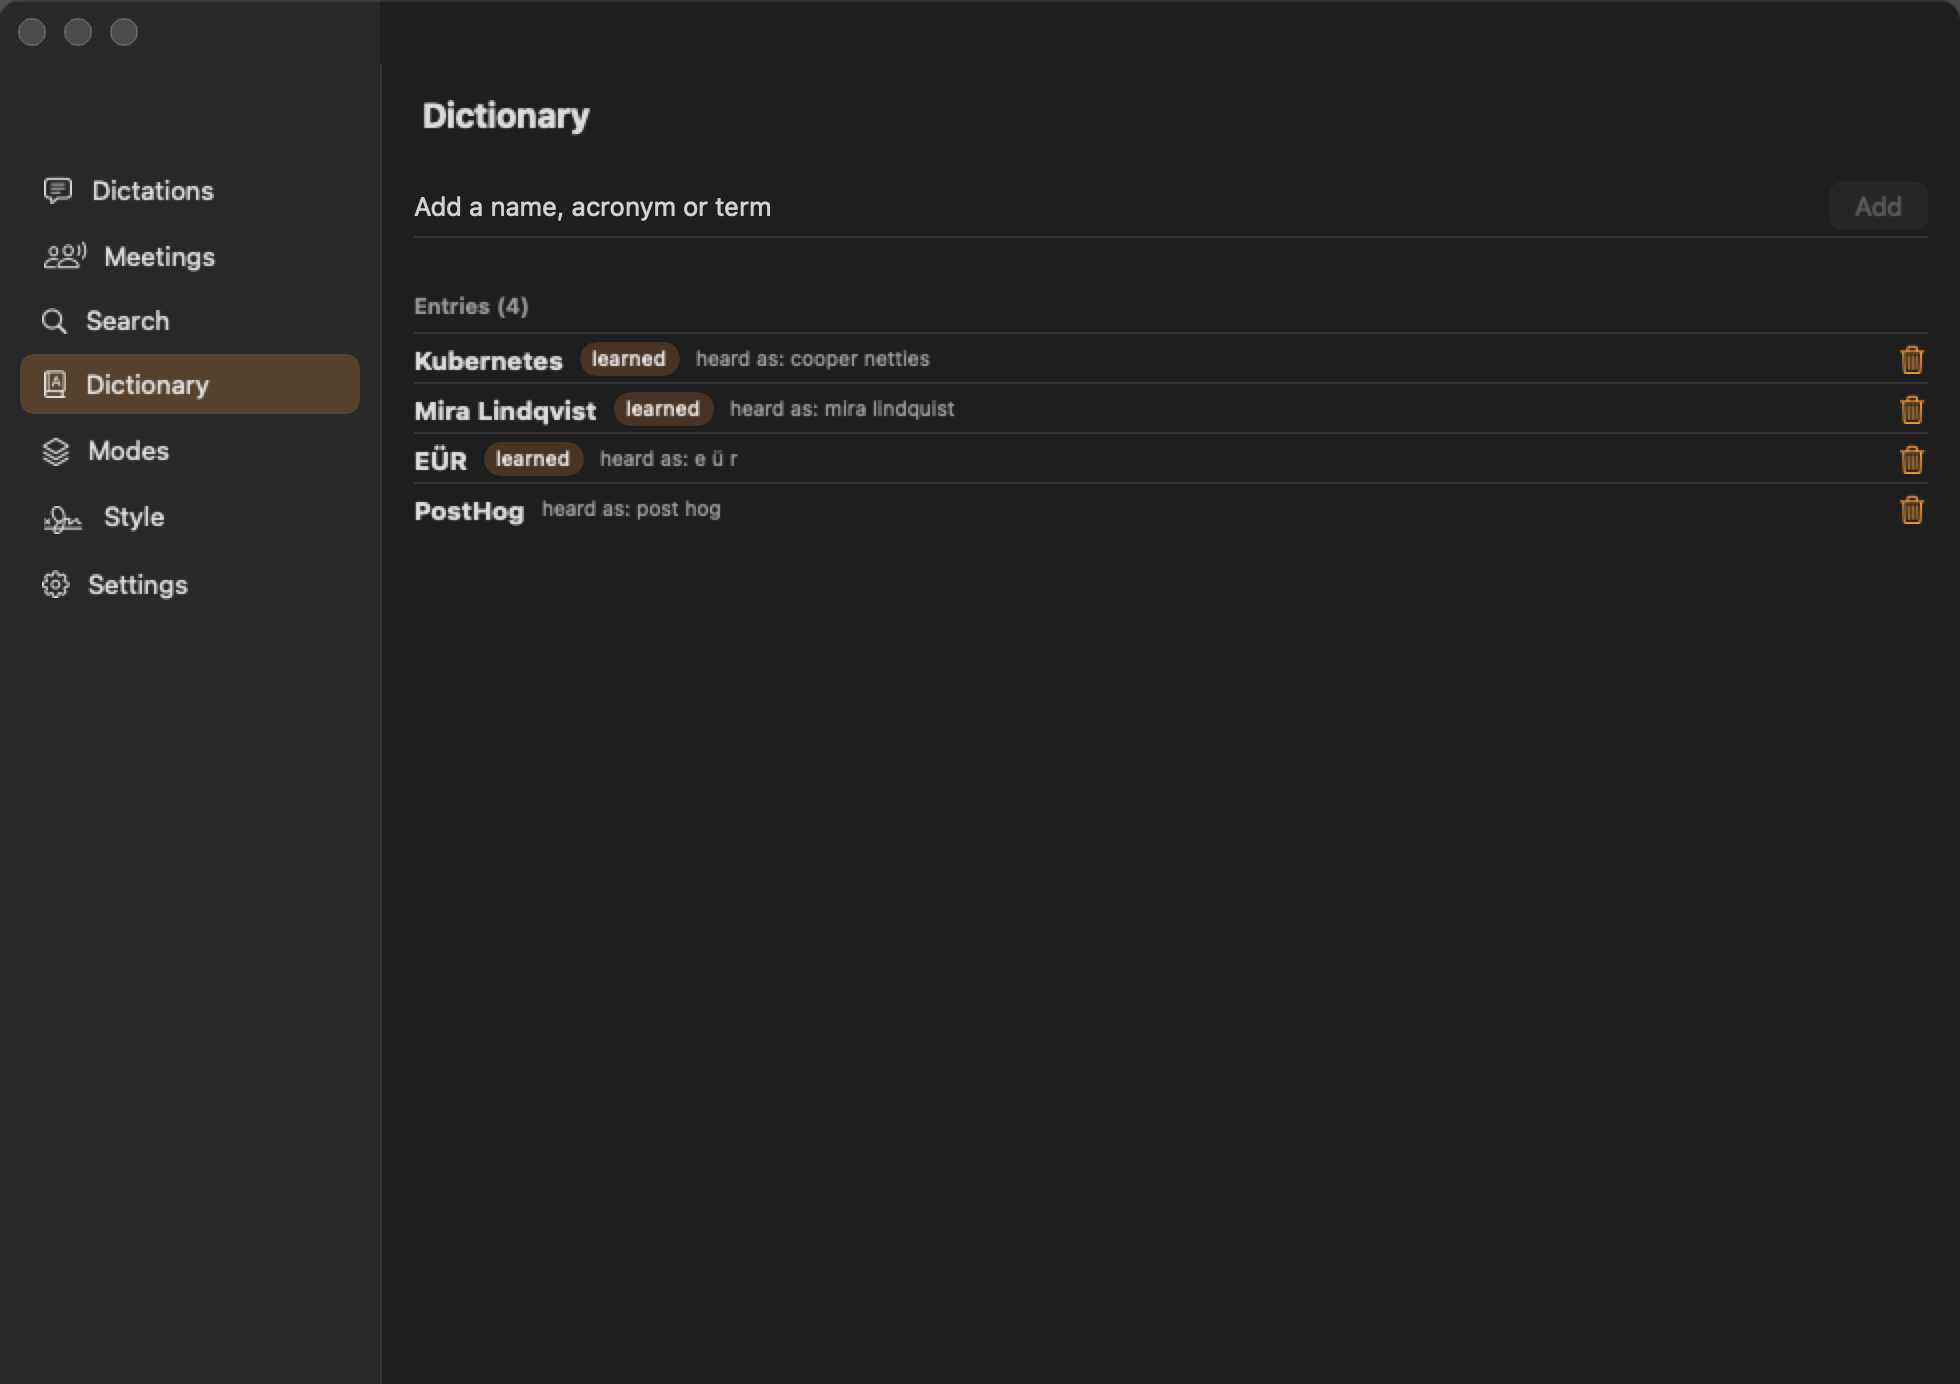 Dictionary
Dictations
Meetings
Search
Dictionary
Modes
Style
Settings
Add a name, acronym or term
Add
Entries (4)
Kubernetes learned heard as: cooper netties
Mira Lindqvist learned heard as: mira lindquist
EÜR learned heard as: e ü r
PostHog heard as: post hog